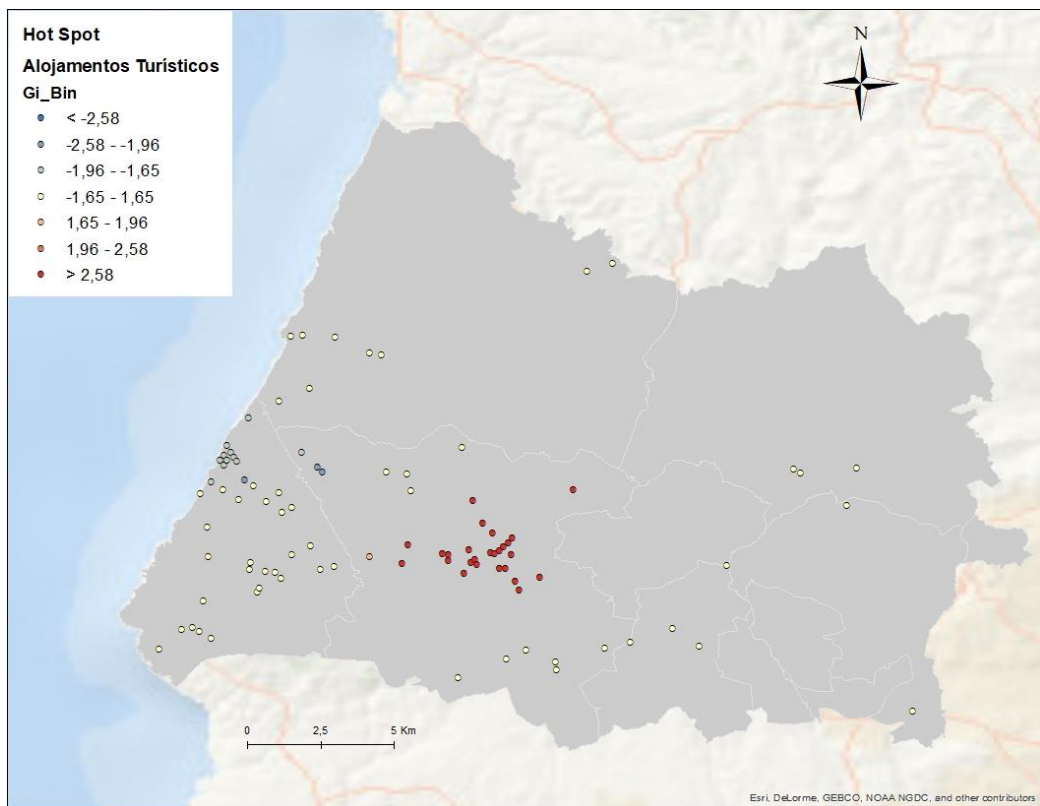 Hot Spot
Alojamentos Turísticos
Gi_Bin
< -2,58
-2,58 - -1,96
-1,96 - -1,65
-1,65 - 1,65
1,65 - 1,96
1,96 - 2,58
> 2,58
N
0 2,5 5 Km
Esri, DeLorme, GEBCO, NOAA NGDC, and other contributors